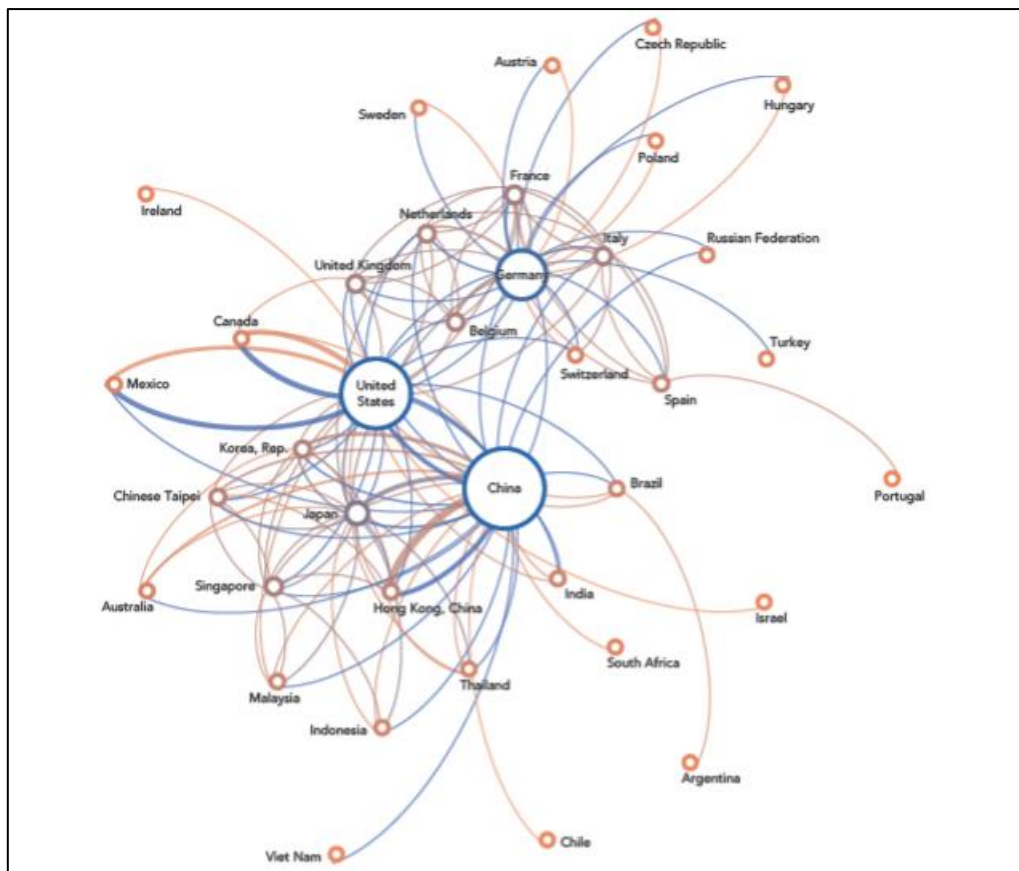 Czech Republic
Austria
Hungary
Sweden
Poland
France
Ireland
Netherlands
Italy
Russian Federation
United Kingdom
Germany
Canada
Belgium
Turkey
Switzerland
Mexico
United
States
Spain
Korea, Rep.
China
Brazil
Chinese Taipei
Portugal
Japan
Singapore
India
Australia
Hong Kong, China
Israel
South Africa
Thailand
Malaysia
Indonesia
Argentina
Chile
Viet Nam